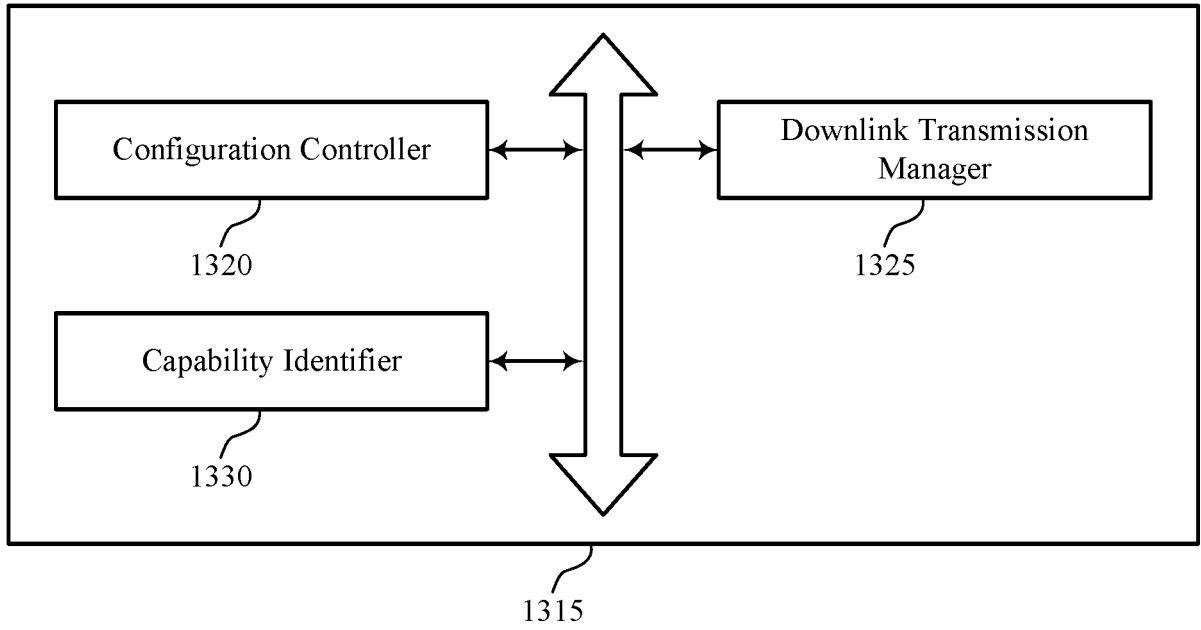 Configuration Controller
1320
Downlink Transmission
Manager
1325
Capability Identifier
1330
1315